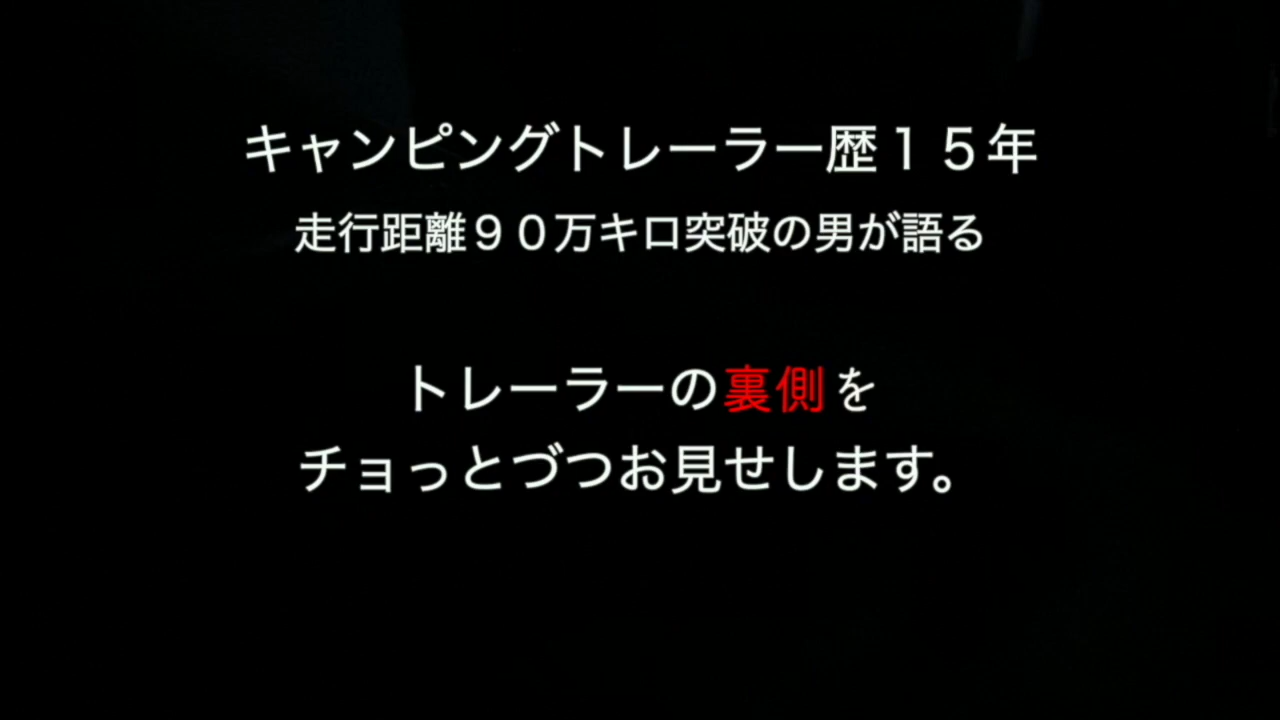 キャンピングトレーラー歴１５年
走行距離９０万キロ突破の男が語る
トレーラーの裏側を
チョっとづつお見せします。